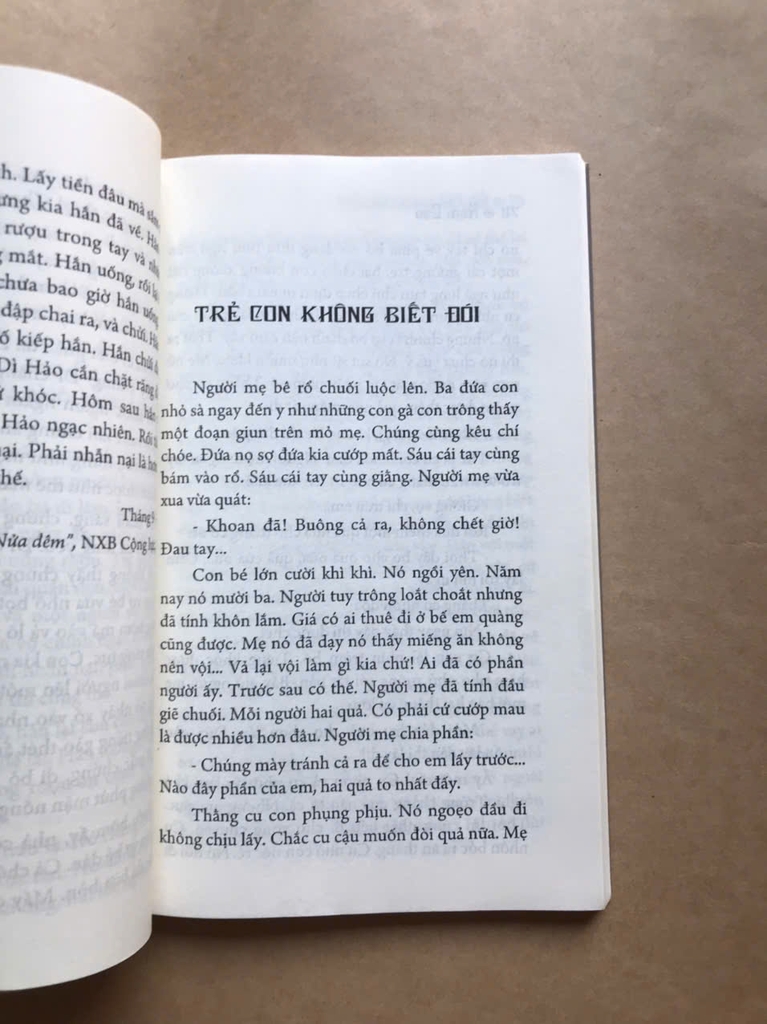 h. Lấy tiền đâu mà
ưng kia hắn đã về.
rượu trong tay và
g mắt. Hắn uống, rồi
chưa bao giờ hắn uống
đập chai ra, và chửi.
ố kiếp hắn. Hắn chửi
Dì Hảo cắn chặt răng
ừ khóc. Hôm sau
Hảo ngạc nhiên. Rồi
nại. Phải nhẫn nại là
thế.
Tháng
Nửa đêm", NXB Cộng
TRẺ CON KHÔNG BIẾT ĐÓI
Người mẹ bê rổ chuối luộc lên. Ba đứa con
nhỏ sà ngay đến y như những con gà con trông thấy
một đoạn giun trên mỏ mẹ. Chúng cùng kêu chí
chóe. Đứa nọ sợ đứa kia cướp mất. Sáu cái tay cùng
bám vào rổ. Sáu cái tay cùng giằng. Người mẹ vừa
xua vừa quát:
- Khoan đã! Buông cả ra, không chết giờ!
Đau tay...
Con bé lớn cười khì khì. Nó ngồi yên. Năm
nay nó mười ba. Người tuy trông loắt choắt nhưng
đã tính khôn lắm. Giá có ai thuê đi ở bế em quàng
cũng được. Mẹ nó đã dạy nó thấy miếng ăn không
nên vội... Vả lại vội làm gì kia chứ! Ai đã có phần
người ấy. Trước sau có thế. Người mẹ đã tính đầu
giẽ chuối. Mỗi người hai quả. Có phải cứ cướp mau
là được nhiều hơn đâu. Người mẹ chia phần:
- Chúng mày tránh cả ra để cho em lấy trước...
Nào đây phần của em, hai quả to nhất đấy.
Thằng cu con phụng phịu. Nó ngoẹo đầu đi
không chịu lấy. Chắc cu cậu muốn đòi quả nữa. Mẹ